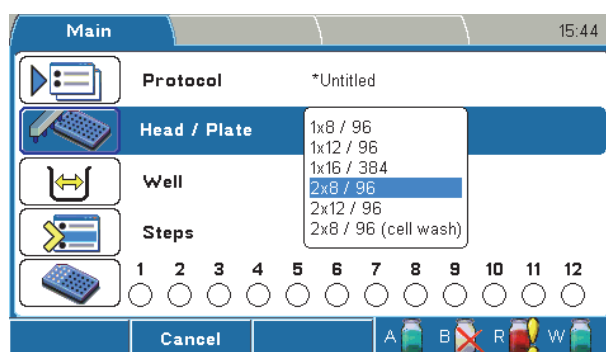 Main 15:44
Protocol *Untitled
Head / Plate
1x8 / 96
1x12 / 96
1x16 / 384
2x8 / 96
2x12 / 96
2x8 / 96 (cell wash)
Well
Steps
1 2 3 4 5 6 7 8 9 10 11 12
Cancel A B R W